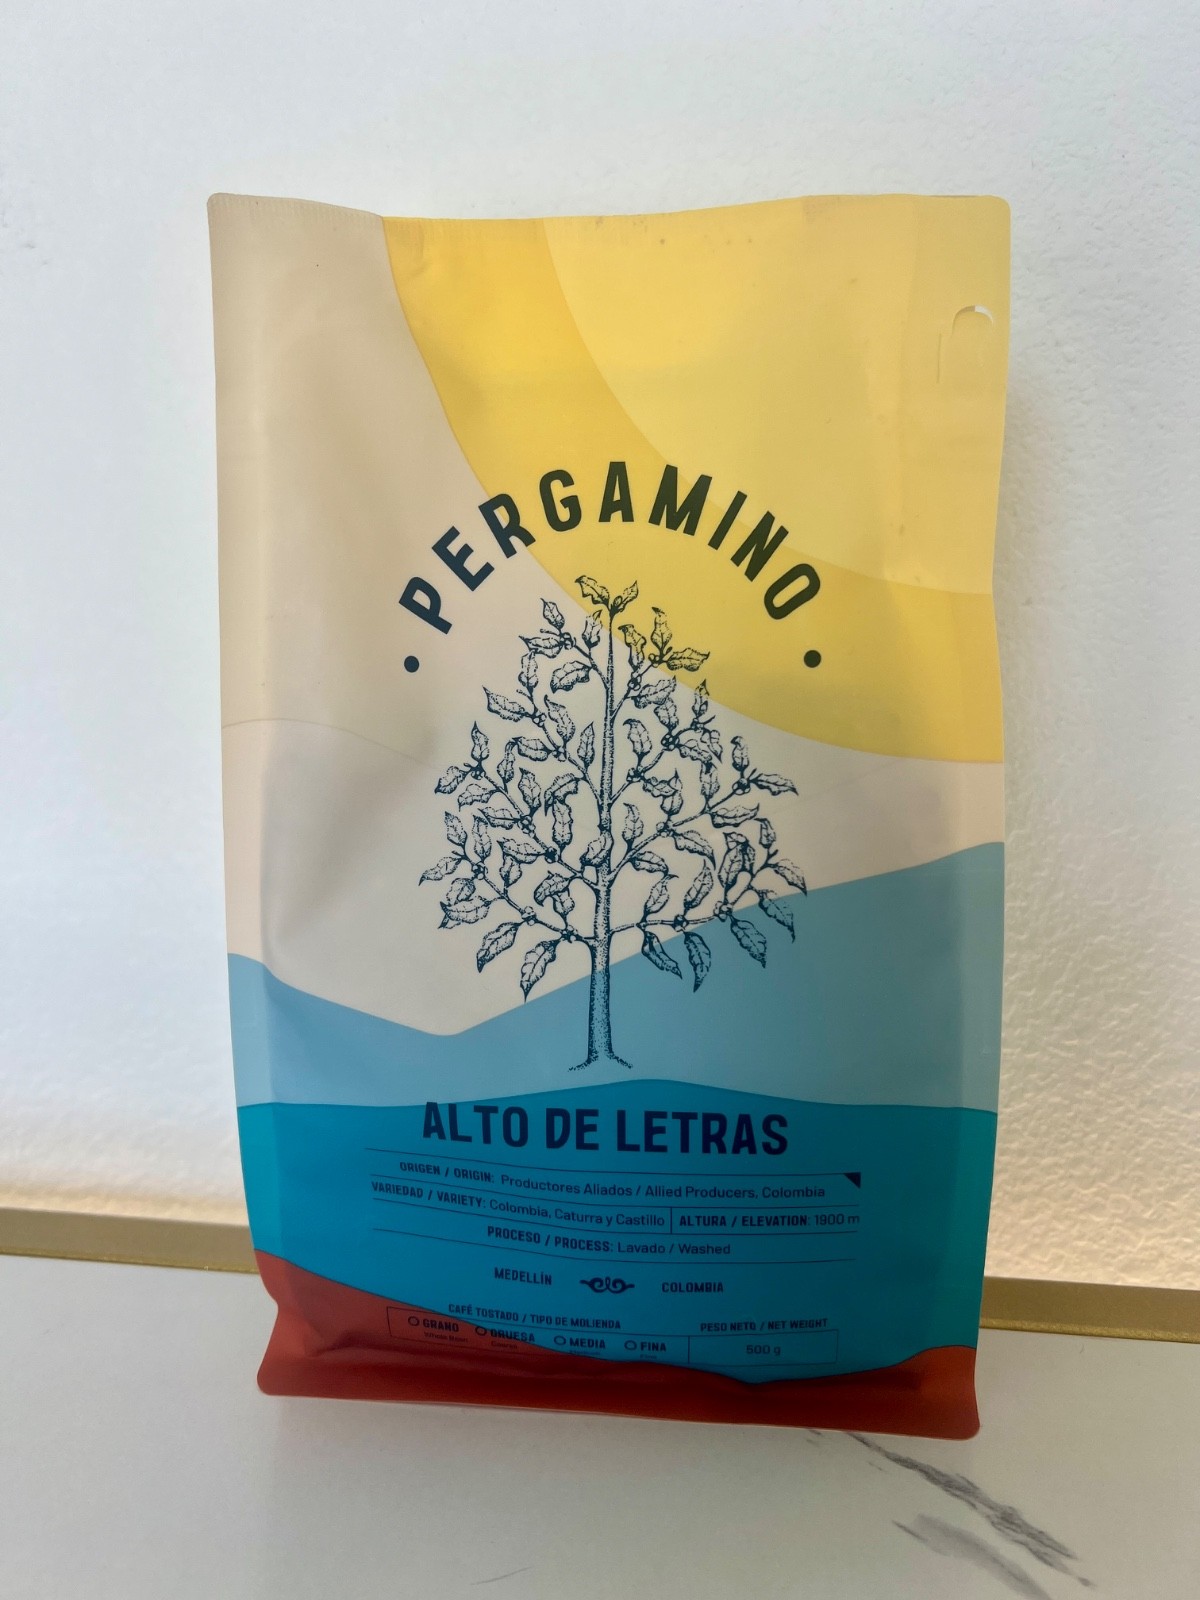 PERGAMINO
ALTO DE LETRAS
ORIGEN / ORIGIN: Productores Aliados / Allied Producers, Colombia
VARIEDAD / VARIETY: Colombia, Caturra y Castillo ALTURA / ELEVATION: 1900 m
PROCESO / PROCESS: Lavado / Washed
MEDELLÍN COLOMBIA
CAFÉ TOSTADO / TIPO DE MOLIENDA PESO NETO / NET WEIGHT
GRANO GRUESA MEDIA FINA 500 g
Whole Bean